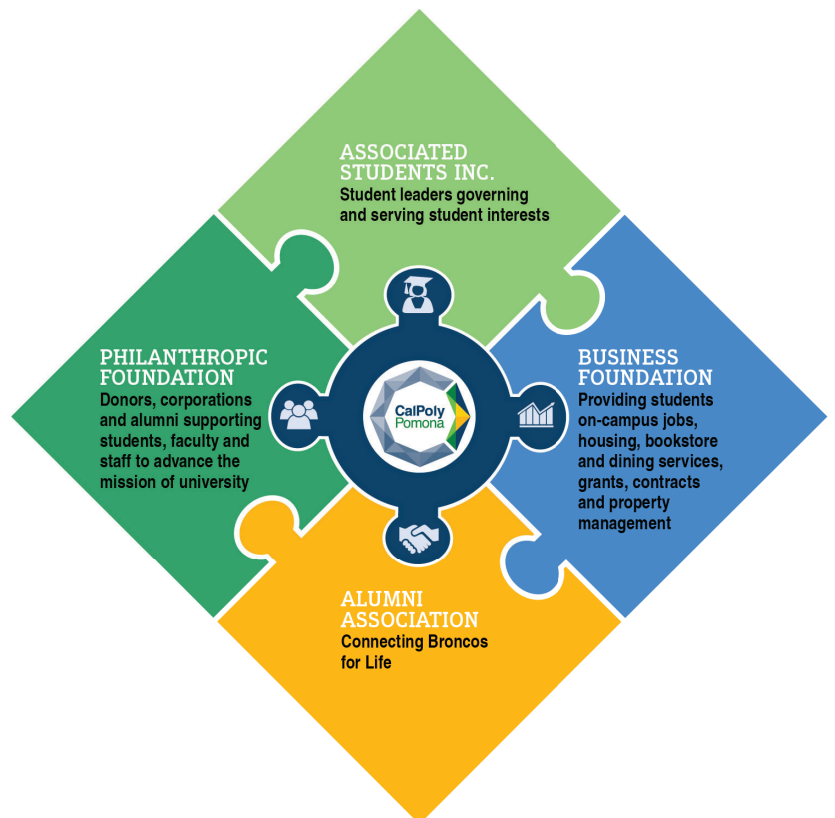 ASSOCIATED
STUDENTS INC.
Student leaders governing
and serving student interests
PHILANTHROPIC
FOUNDATION
Donors, corporations
and alumni supporting
students, faculty and
staff to advance the
mission of university
CalPoly
Pomona
BUSINESS
FOUNDATION
Providing students
on-campus jobs,
housing, bookstore
and dining services,
grants, contracts
and property
management
ALUMNI
ASSOCIATION
Connecting Broncos
for Life